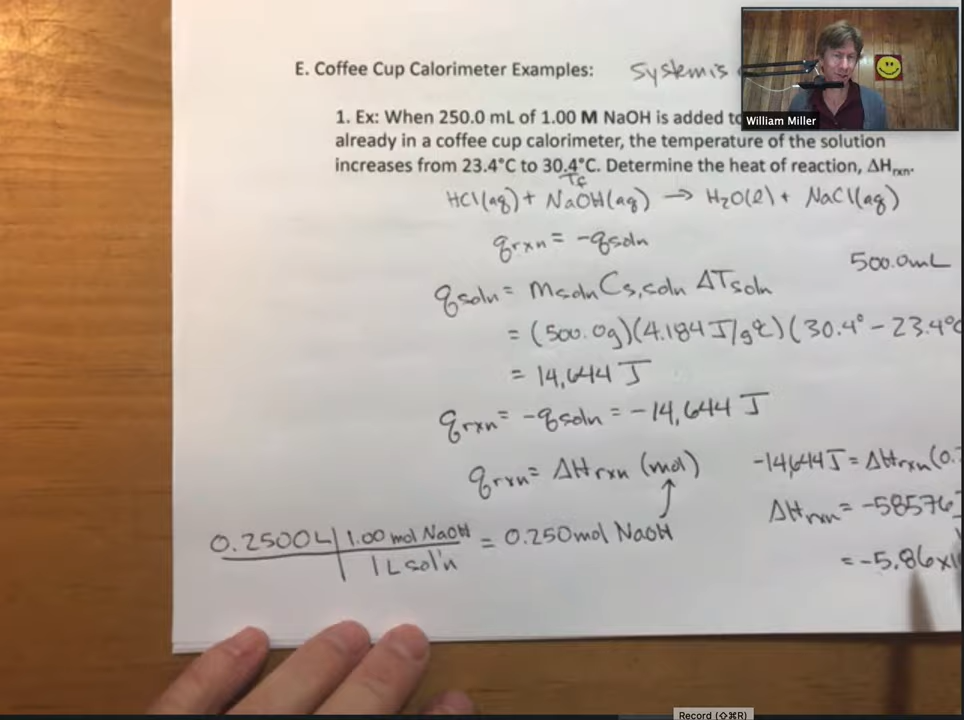 E. Coffee Cup Calorimeter Examples: System is
William Miller
1. Ex: When 250.0 mL of 1.00 M NaOH is added to
already in a coffee cup calorimeter, the temperature of the solution
increases from 23.4°C to 30.4°C. Determine the heat of reaction, ΔHrxn.
Tf
HCl(aq) + NaOH(aq) → H₂O(l) + NaCl(aq)
qrxn = -qsoln
500.0mL
qsoln = msoln Cs,soln ΔTsoln
= (500.0g)(4.184 J/g°C)(30.4° - 23.4°C
= 14,644 J
qrxn = -qsoln = -14,644 J
qrxn = ΔHrxn (mol) -14,644J = ΔHrxn(0.
ΔHrxn = -58576
0.2500L | 1.00 mol NaOH = 0.250mol NaOH
1L sol'n
= -5.86x1
Record (⇧⌘R)